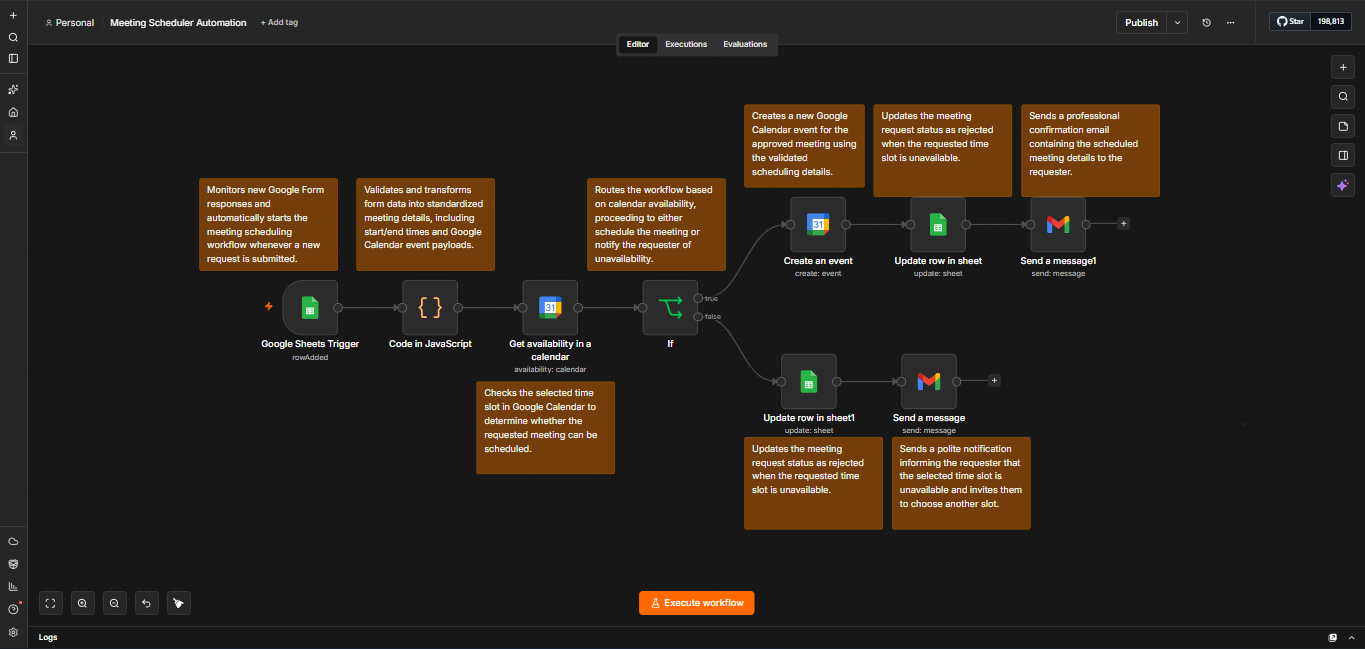 Personal / Meeting Scheduler Automation + Add tag
Publish
Star 198,813
Editor Executions Evaluations
Creates a new Google
Calendar event for the
approved meeting using
the validated
scheduling details.
Updates the meeting
request status as rejected
when the requested time
slot is unavailable.
Sends a professional
confirmation email
containing the scheduled
meeting details to the
requester.
Monitors new Google Form
responses and
automatically starts the
meeting scheduling
workflow whenever a new
request is submitted.
Validates and transforms
form data into standardized
meeting details, including
start/end times and Google
Calendar event payloads.
Routes the workflow based
on calendar availability,
proceeding to either
schedule the meeting or
notify the requester of
unavailability.
31
Create an event
create: event
Update row in sheet
update: sheet
Send a message1
send: message
Google Sheets Trigger
rowAdded
Code in JavaScript
31
Get availability in a
calendar
availability: calendar
If
true
false
Checks the selected time
slot in Google Calendar to
determine whether the
requested meeting can be
scheduled.
Update row in sheet1
update: sheet
Send a message
send: message
Updates the meeting
request status as rejected
when the requested time
slot is unavailable.
Sends a polite notification
informing the requester that
the selected time slot is
unavailable and invites them
to choose another slot.
Execute workflow
Logs